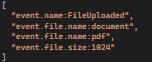 [
"event.name:FileUploaded",
"event.file.name:document",
"event.file.name:pdf",
"event.file.size:1024"
]